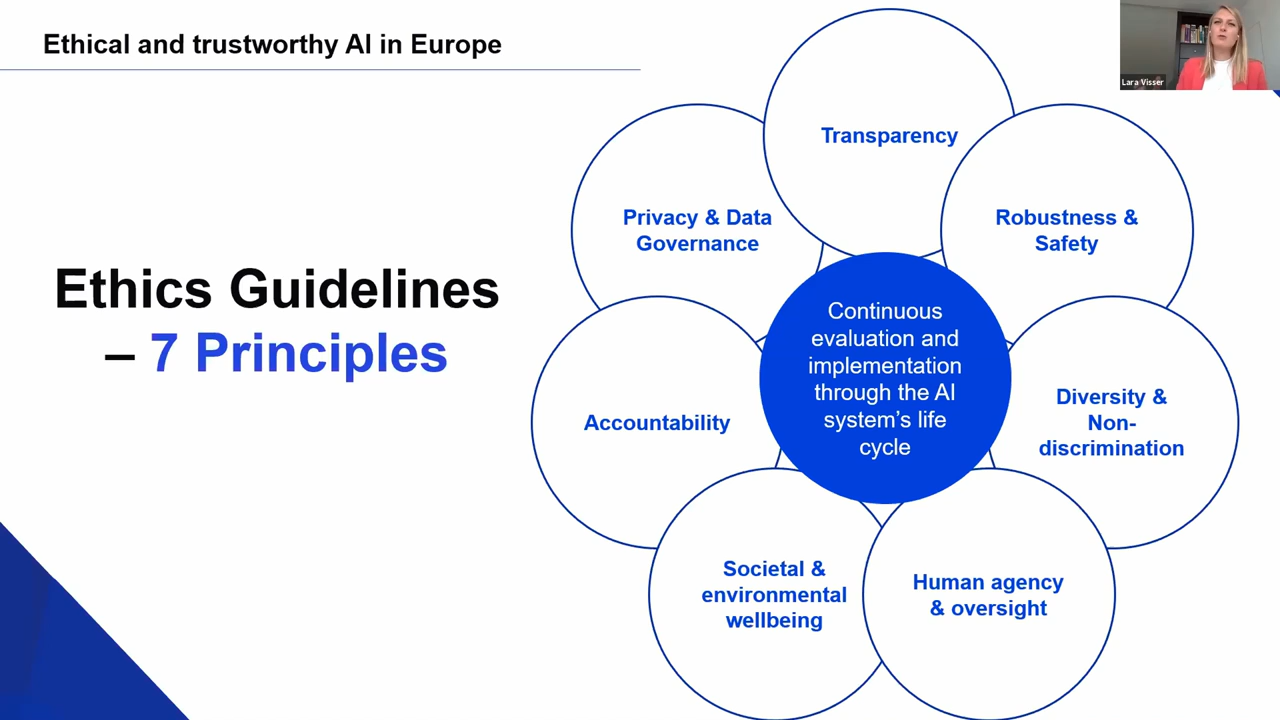 Ethical and trustworthy AI in Europe
Lara Visser
Ethics Guidelines
– 7 Principles
Transparency
Privacy & Data
Governance
Robustness &
Safety
Continuous
evaluation and
implementation
through the AI
system’s life
cycle
Accountability
Diversity &
Non-
discrimination
Societal &
environmental
wellbeing
Human agency
& oversight